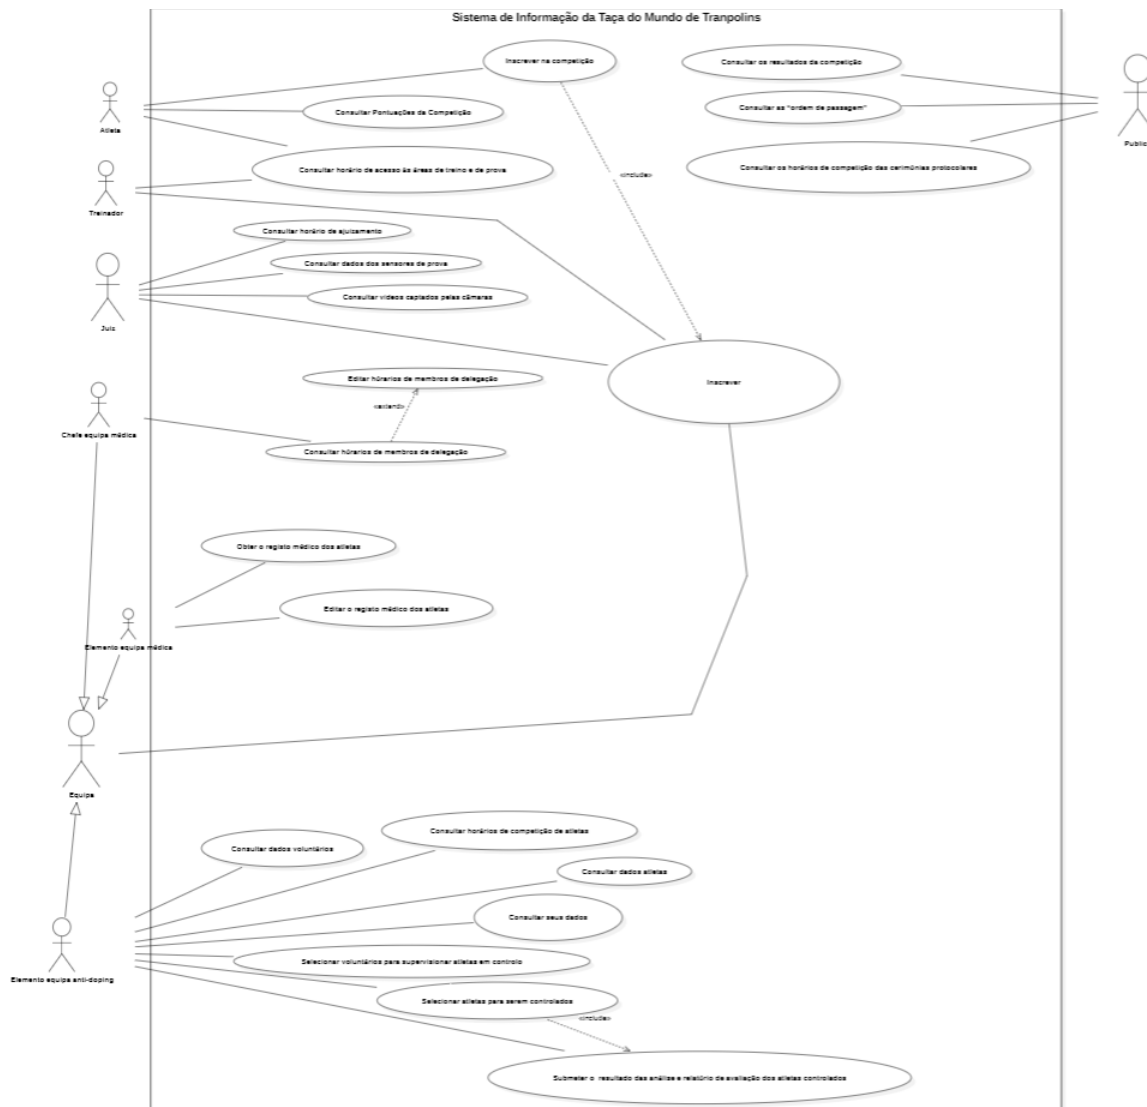 Sistema de Informação da Taça do Mundo de Tranpolins
Inscrever na competição
Consultar os resultados da competição
Consultar as "ordem de passagem"
Consultar Pontuações da Competição
Atleta
Publico
Consultar horário de acesso às áreas de treino e de prova
Consultar os horários de competição das cerimónias protocolares
<include>
Treinador
Consultar horário de ajuizamento
Consultar dados dos sensores de prova
Consultar vídeos captados pelas câmaras
Juiz
Inscrever
Editar húrarios de membros de delegação
<extend>
Chefe equipa médica
Consultar húrarios de membros de delegação
Obter o registo médico dos atletas
Editar o registo médico dos atletas
Elemento equipa médica
Equipa
Consultar horários de competição de atletas
Consultar dados voluntários
Consultar dados atletas
Consultar seus dados
Selecionar voluntários para supervisionar atletas em controlo
Elemento equipa anti-doping
Selecionar atletas para serem controlados
<include>
Submeter o resultado das análise e relatório de avaliação dos atletas controlados